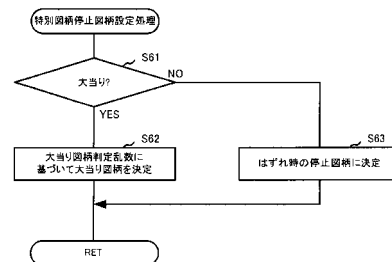 特別図柄停止図柄設定処理
S61
大当り?
NO
YES
S62
大当り図柄判定乱数に
基づいて大当り図柄を決定
S63
はずれ時の停止図柄に決定
RET